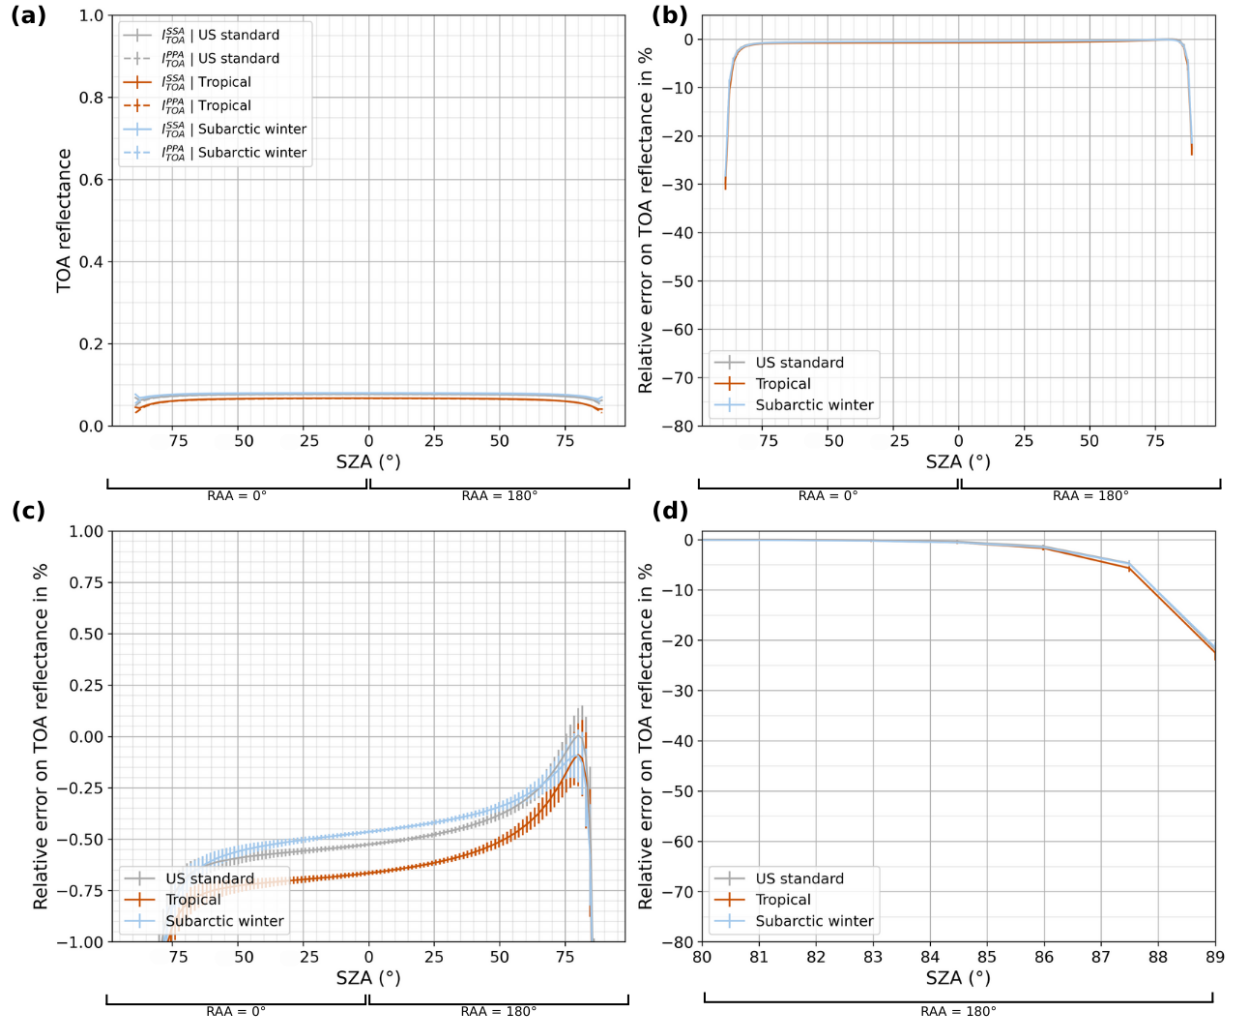 (a)
1.0
0.8
0.6
0.4
0.2
0.0
TOA reflectance
I^SSA_TOA | US standard
I^PPA_TOA | US standard
I^SSA_TOA | Tropical
I^PPA_TOA | Tropical
I^SSA_TOA | Subarctic winter
I^PPA_TOA | Subarctic winter
75 50 25 0 25 50 75
SZA (°)
RAA = 0° RAA = 180°
(b)
0
−10
−20
−30
−40
−50
−60
−70
−80
Relative error on TOA reflectance in %
US standard
Tropical
Subarctic winter
75 50 25 0 25 50 75
SZA (°)
RAA = 0° RAA = 180°
(c)
1.00
0.75
0.50
0.25
0.00
−0.25
−0.50
−0.75
−1.00
Relative error on TOA reflectance in %
US standard
Tropical
Subarctic winter
75 50 25 0 25 50 75
SZA (°)
RAA = 0° RAA = 180°
(d)
0
−10
−20
−30
−40
−50
−60
−70
−80
Relative error on TOA reflectance in %
US standard
Tropical
Subarctic winter
80 81 82 83 84 85 86 87 88 89
SZA (°)
RAA = 180°